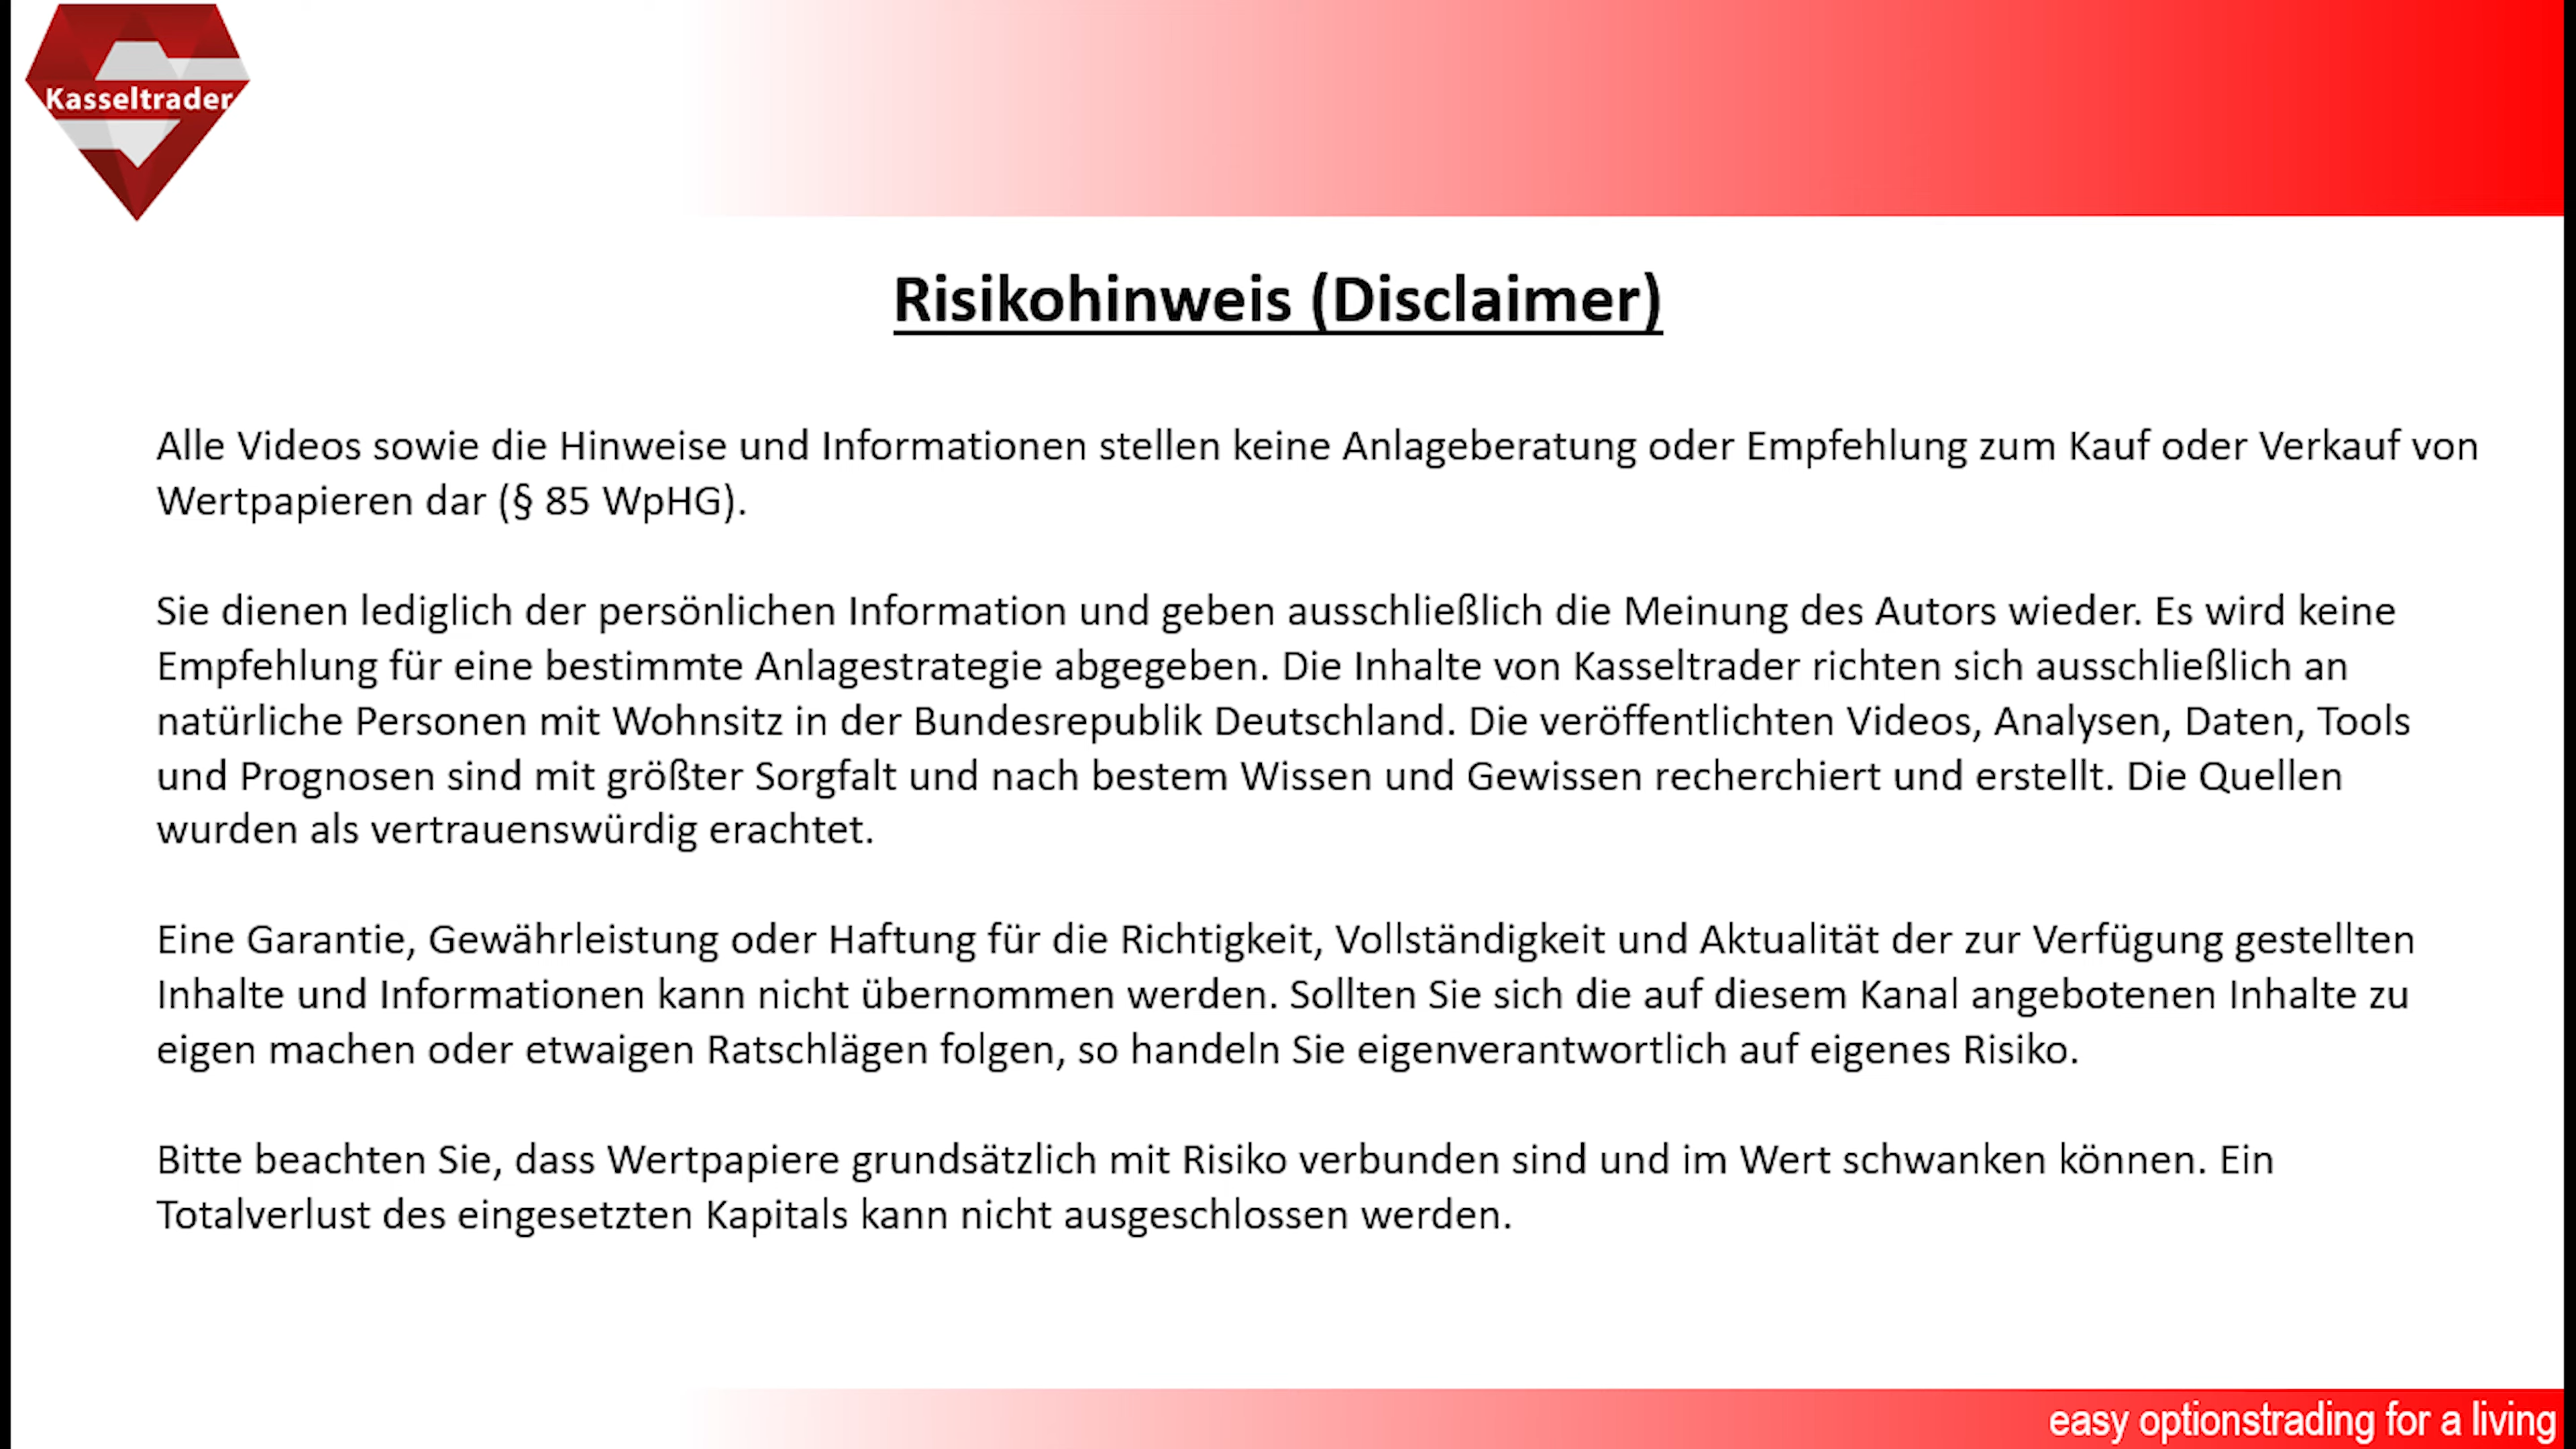 Kasseltrader
Risikohinweis (Disclaimer)
Alle Videos sowie die Hinweise und Informationen stellen keine Anlageberatung oder Empfehlung zum Kauf oder Verkauf von
Wertpapieren dar (§ 85 WpHG).
Sie dienen lediglich der persönlichen Information und geben ausschließlich die Meinung des Autors wieder. Es wird keine
Empfehlung für eine bestimmte Anlagestrategie abgegeben. Die Inhalte von Kasseltrader richten sich ausschließlich an
natürliche Personen mit Wohnsitz in der Bundesrepublik Deutschland. Die veröffentlichten Videos, Analysen, Daten, Tools
und Prognosen sind mit größter Sorgfalt und nach bestem Wissen und Gewissen recherchiert und erstellt. Die Quellen
wurden als vertrauenswürdig erachtet.
Eine Garantie, Gewährleistung oder Haftung für die Richtigkeit, Vollständigkeit und Aktualität der zur Verfügung gestellten
Inhalte und Informationen kann nicht übernommen werden. Sollten Sie sich die auf diesem Kanal angebotenen Inhalte zu
eigen machen oder etwaigen Ratschlägen folgen, so handeln Sie eigenverantwortlich auf eigenes Risiko.
Bitte beachten Sie, dass Wertpapiere grundsätzlich mit Risiko verbunden sind und im Wert schwanken können. Ein
Totalverlust des eingesetzten Kapitals kann nicht ausgeschlossen werden.
easy optionstrading for a living